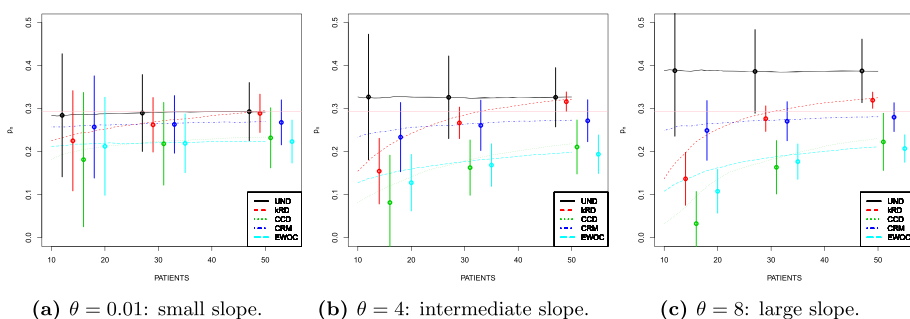 0.5
0.4
0.3
0.2
0.1
0.0
pₛ
10
20
30
40
50
PATIENTS
UND
kRD
CCD
CRM
EWOC
0.5
0.4
0.3
0.2
0.1
0.0
10
20
30
40
50
PATIENTS
UND
kRD
CCD
CRM
EWOC
0.5
0.4
0.3
0.2
0.1
0.0
10
20
30
40
50
PATIENTS
UND
kRD
CCD
CRM
EWOC
(a) θ = 0.01: small slope.
(b) θ = 4: intermediate slope.
(c) θ = 8: large slope.